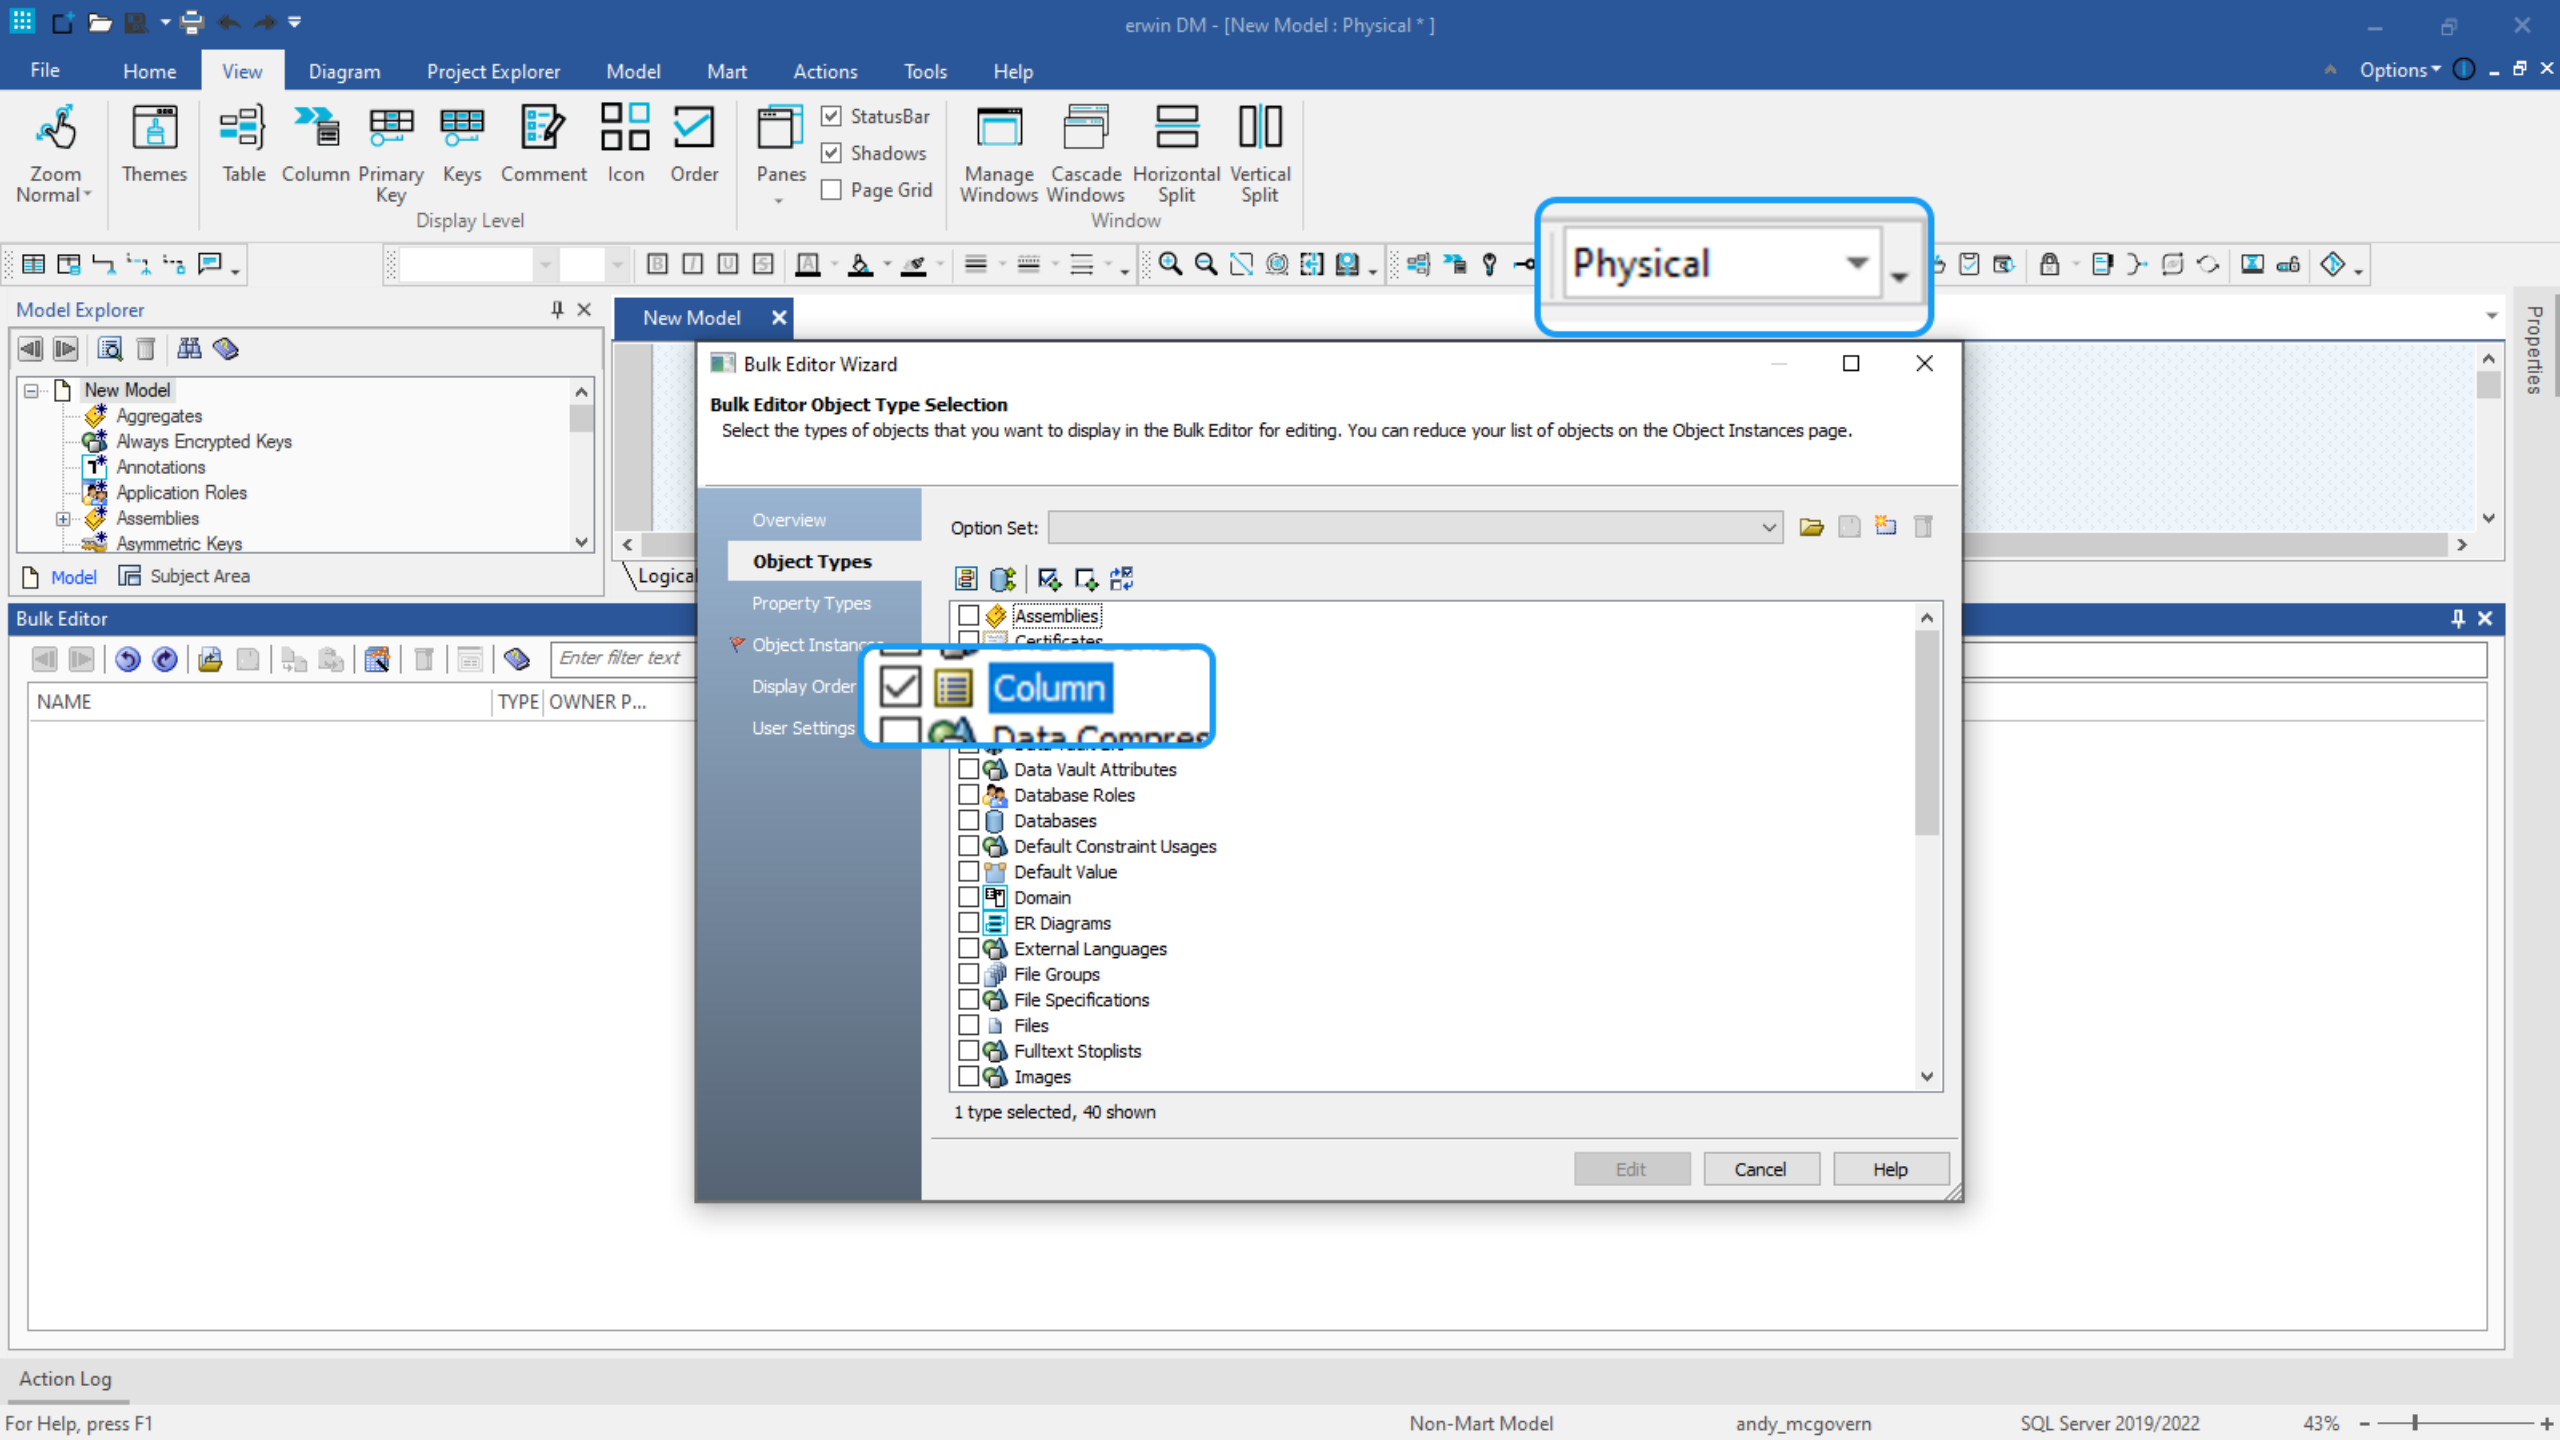 erwin DM - [New Model : Physical * ]
File Home View Diagram Project Explorer Model Mart Actions Tools Help Options
Zoom Normal
Themes
Table
Column
Primary Key
Keys
Comment
Icon
Order
Display Level
Panes
StatusBar
Shadows
Page Grid
Manage Windows
Cascade Windows
Horizontal Split
Vertical Split
Window
Physical
Model Explorer
New Model
Aggregates
Always Encrypted Keys
Annotations
Application Roles
Assemblies
Asymmetric Keys
Model Subject Area
New Model
Properties
Logica
Bulk Editor
Enter filter text
NAME TYPE OWNER P...
Bulk Editor Wizard
Bulk Editor Object Type Selection
Select the types of objects that you want to display in the Bulk Editor for editing. You can reduce your list of objects on the Object Instances page.
Overview
Object Types
Property Types
Object Instances
Display Order
User Settings
Option Set:
Assemblies
Certificates
Column
Data Compres
Data Vault Attributes
Database Roles
Databases
Default Constraint Usages
Default Value
Domain
ER Diagrams
External Languages
File Groups
File Specifications
Files
Fulltext Stoplists
Images
1 type selected, 40 shown
Edit Cancel Help
Action Log
For Help, press F1
Non-Mart Model
andy_mcgovern
SQL Server 2019/2022
43%